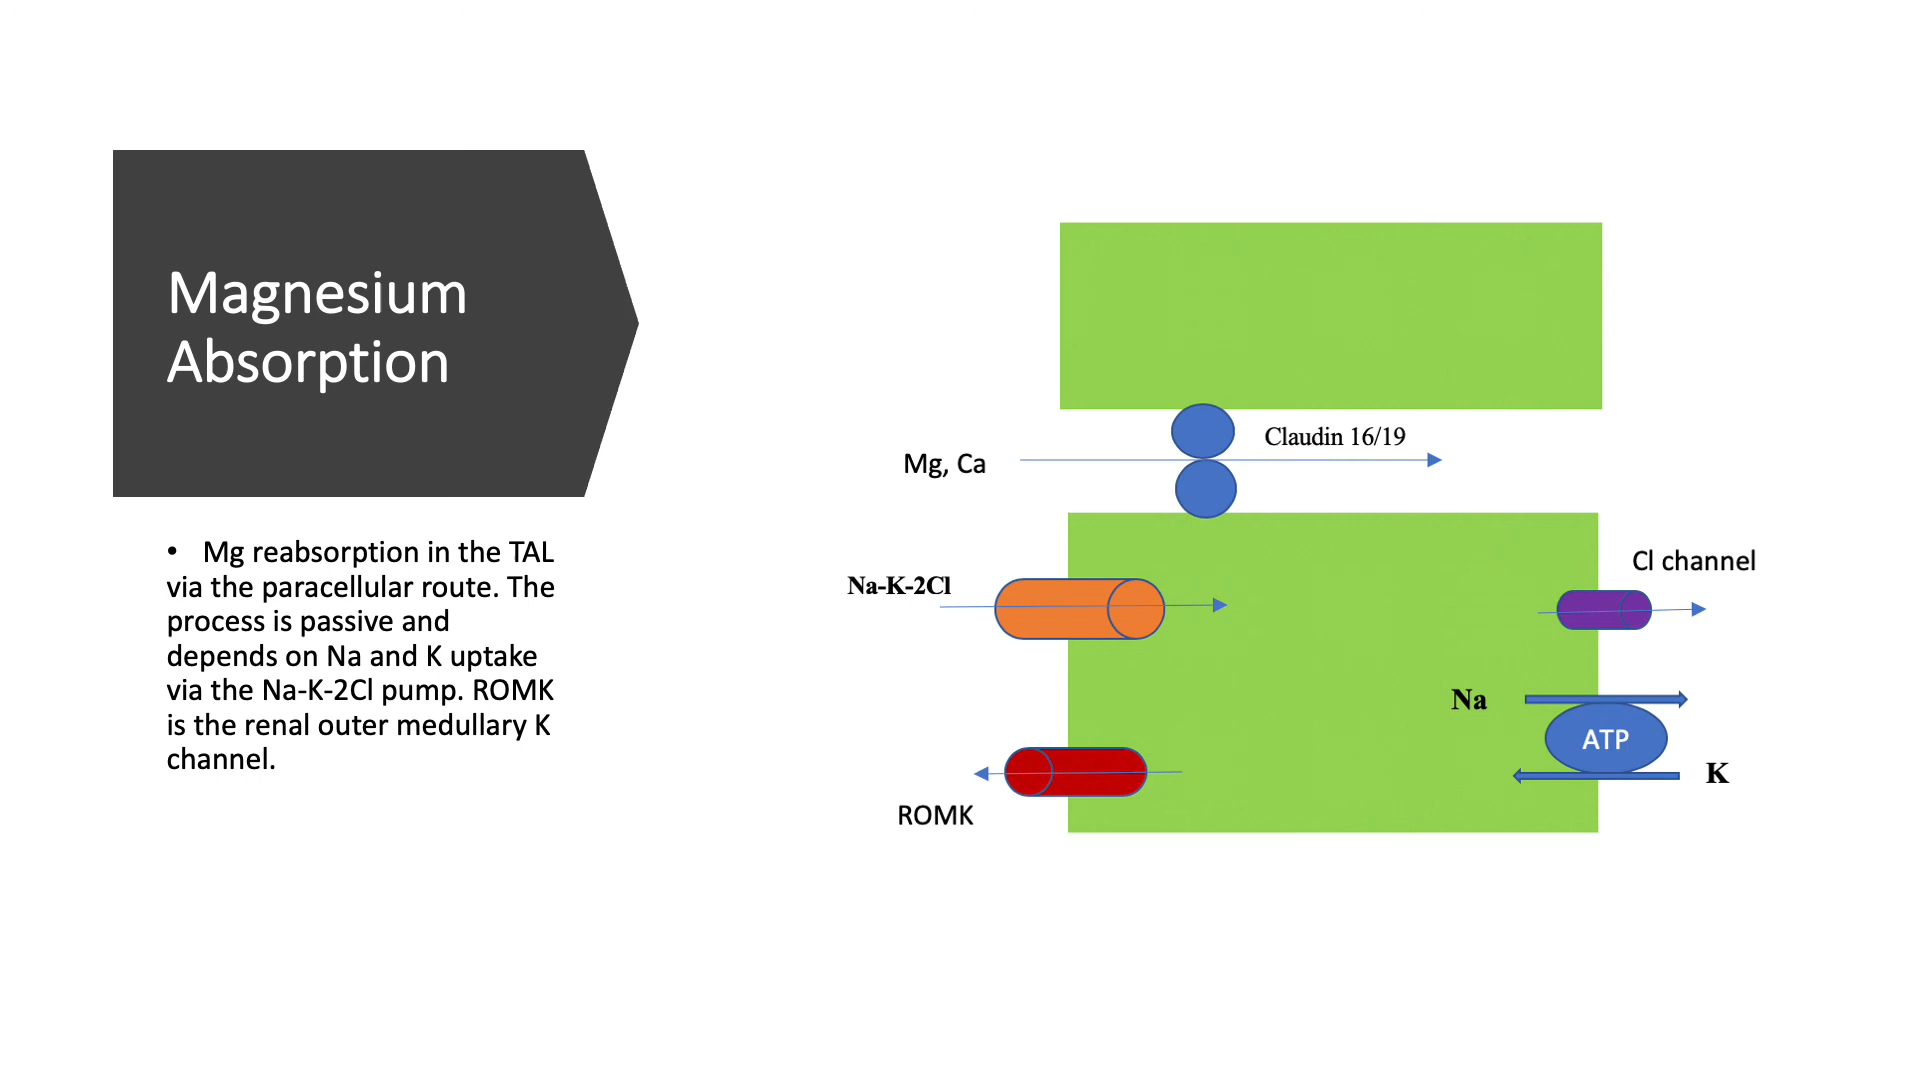 Magnesium
Absorption
• Mg reabsorption in the TAL
via the paracellular route. The
process is passive and
depends on Na and K uptake
via the Na-K-2Cl pump. ROMK
is the renal outer medullary K
channel.
Claudin 16/19
Mg, Ca
Cl channel
Na-K-2Cl
Na
ATP
K
ROMK